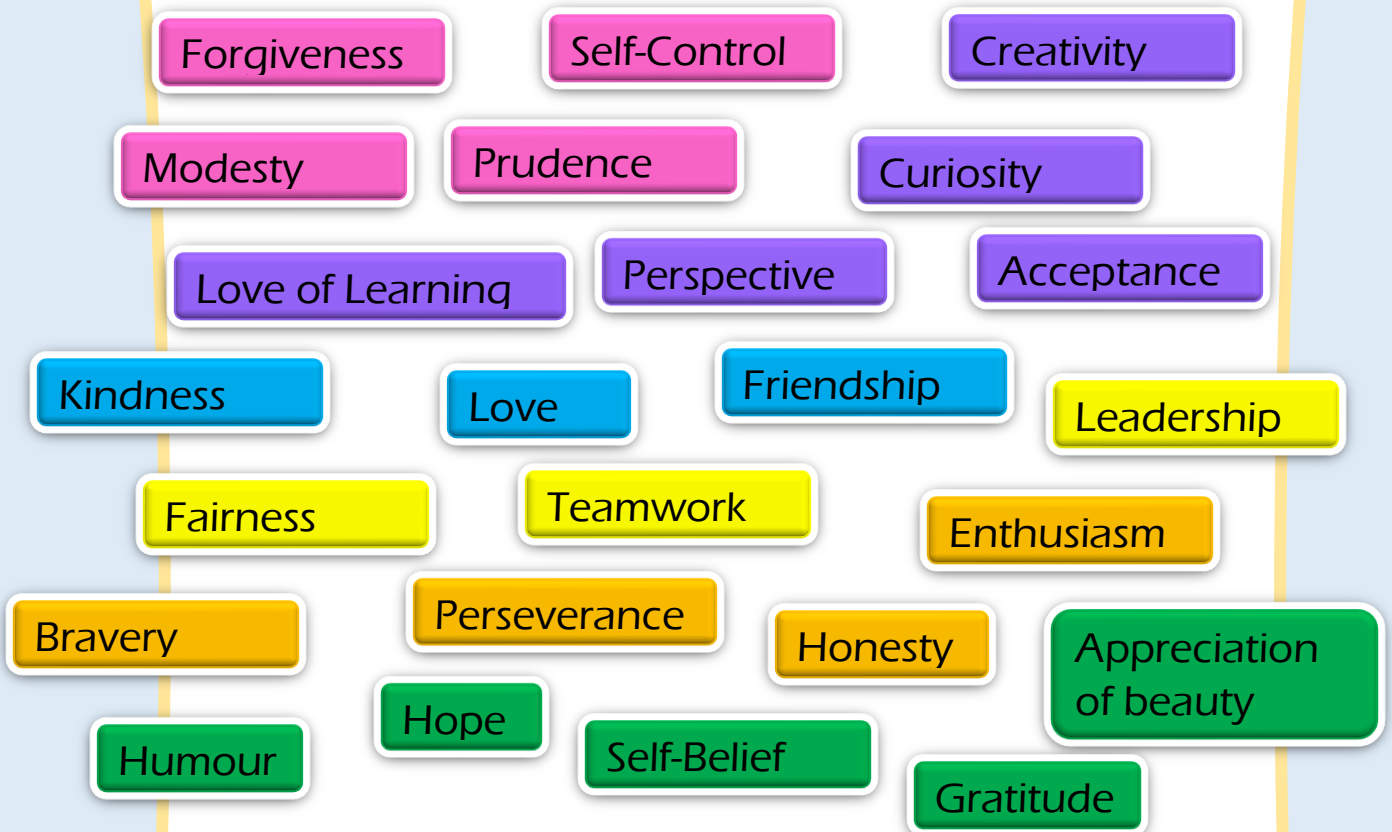 Forgiveness
Self-Control
Creativity
Modesty
Prudence
Curiosity
Love of Learning
Perspective
Acceptance
Kindness
Love
Friendship
Leadership
Fairness
Teamwork
Enthusiasm
Bravery
Perseverance
Honesty
Appreciation
of beauty
Humour
Hope
Self-Belief
Gratitude